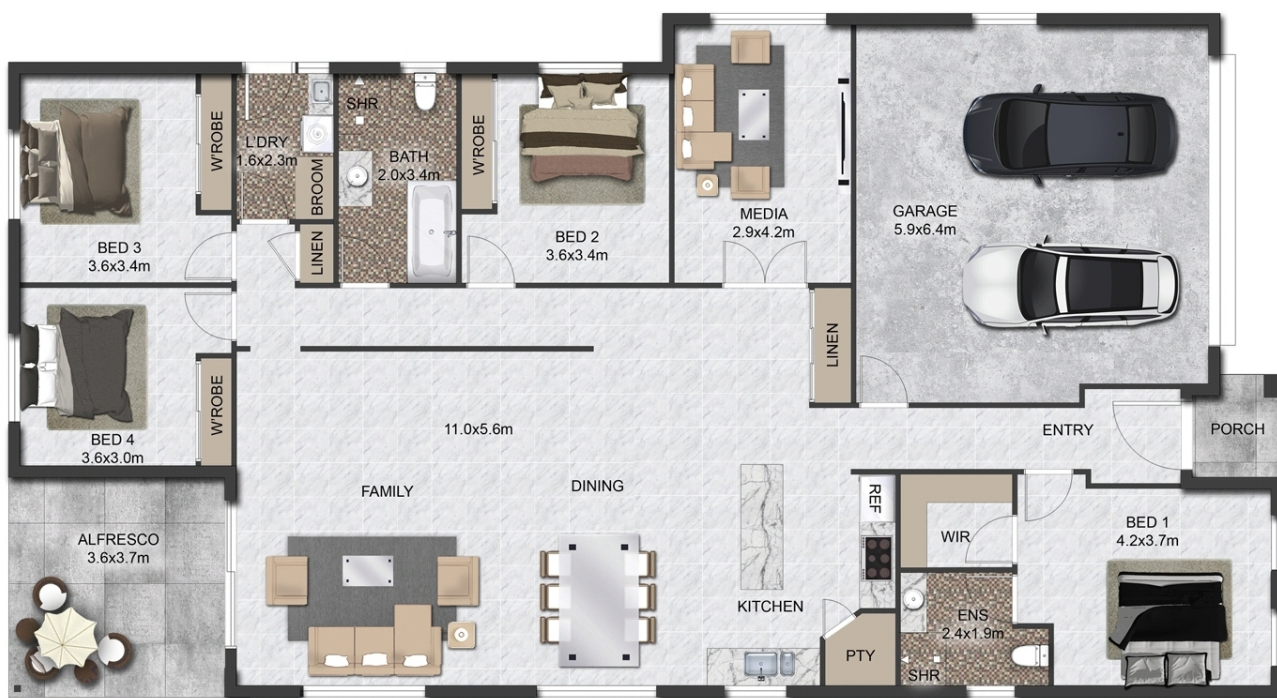 W'ROBE
BED 3
3.6x3.4m
L'DRY
1.6x2.3m
BROOM
LINEN
SHR
BATH
2.0x3.4m
W'ROBE
BED 2
3.6x3.4m
MEDIA
2.9x4.2m
GARAGE
5.9x6.4m
LINEN
W'ROBE
BED 4
3.6x3.0m
11.0x5.6m
ENTRY
PORCH
ALFRESCO
3.6x3.7m
FAMILY
DINING
KITCHEN
REF
PTY
WIR
BED 1
4.2x3.7m
ENS
2.4x1.9m
SHR